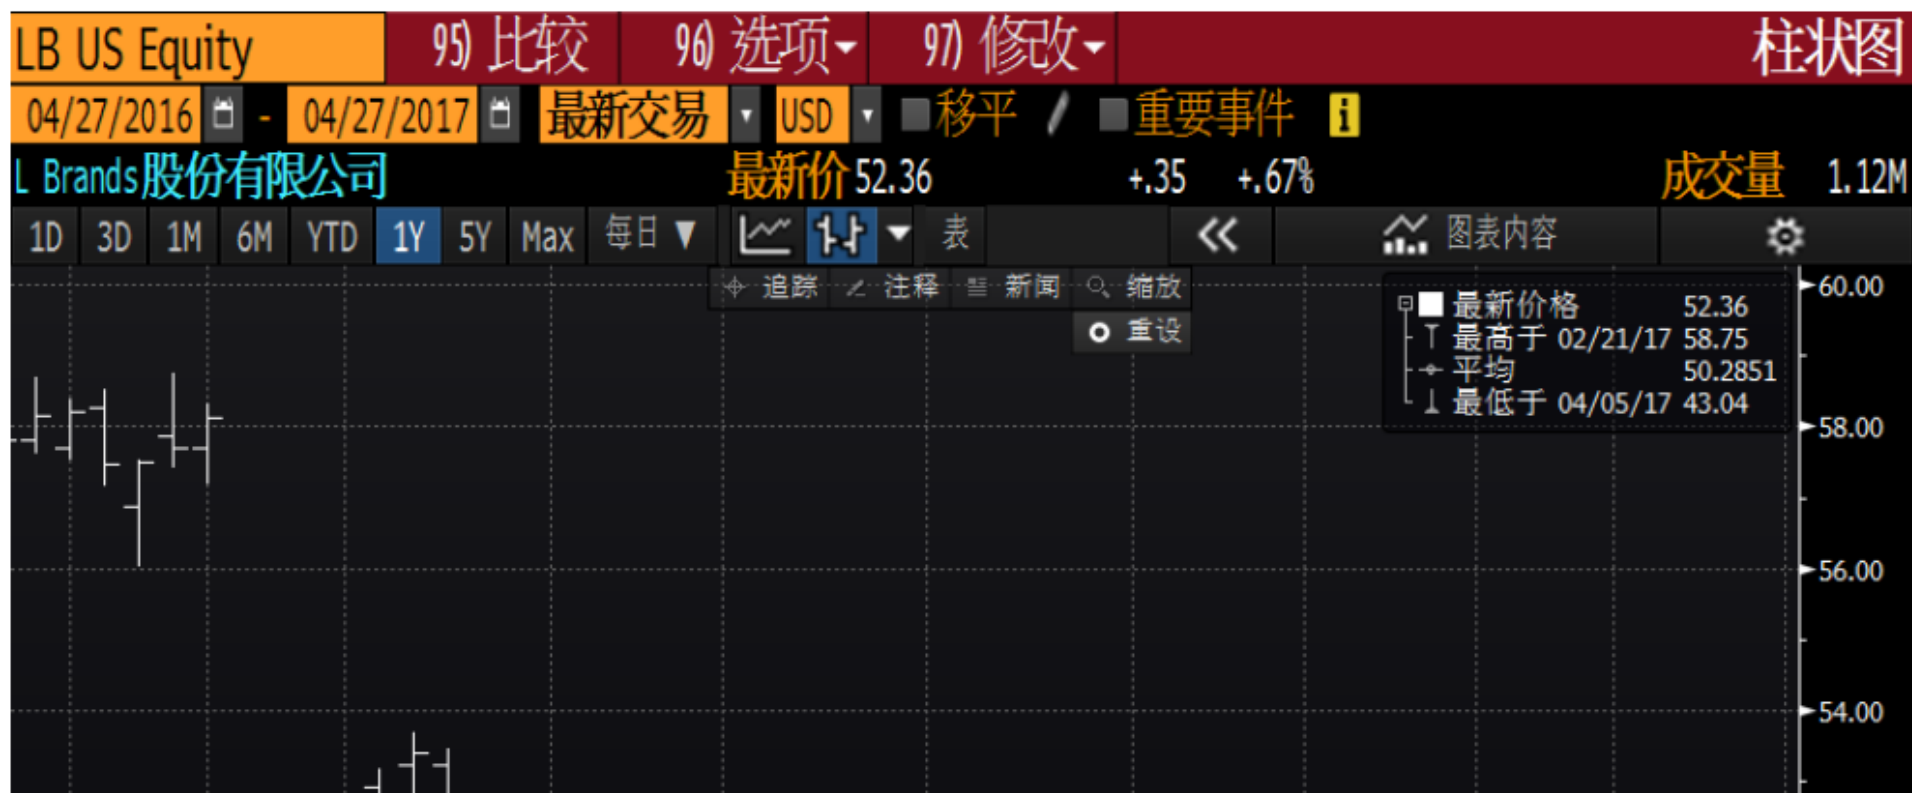 LB US Equity 95) 比较 96) 选项 97) 修改 柱状图
04/27/2016 - 04/27/2017 最新交易 USD 移平 重要事件 i
L Brands股份有限公司 最新价 52.36 +.35 +.67% 成交量 1.12M
1D 3D 1M 6M YTD 1Y 5Y Max 每日 ▼ 表 « 图表内容
追踪 注释 新闻 缩放
重设
最新价格 52.36
最高于 02/21/17 58.75
平均 50.2851
最低于 04/05/17 43.04
60.00
58.00
56.00
54.00